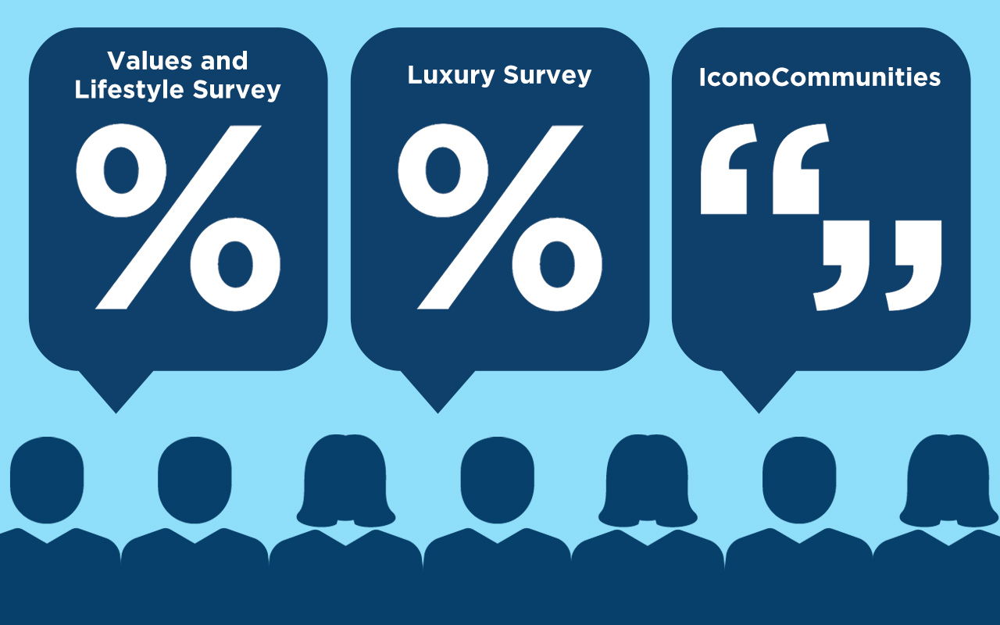 Values and
Lifestyle Survey
%
Luxury Survey
%
IconoCommunities
“
”